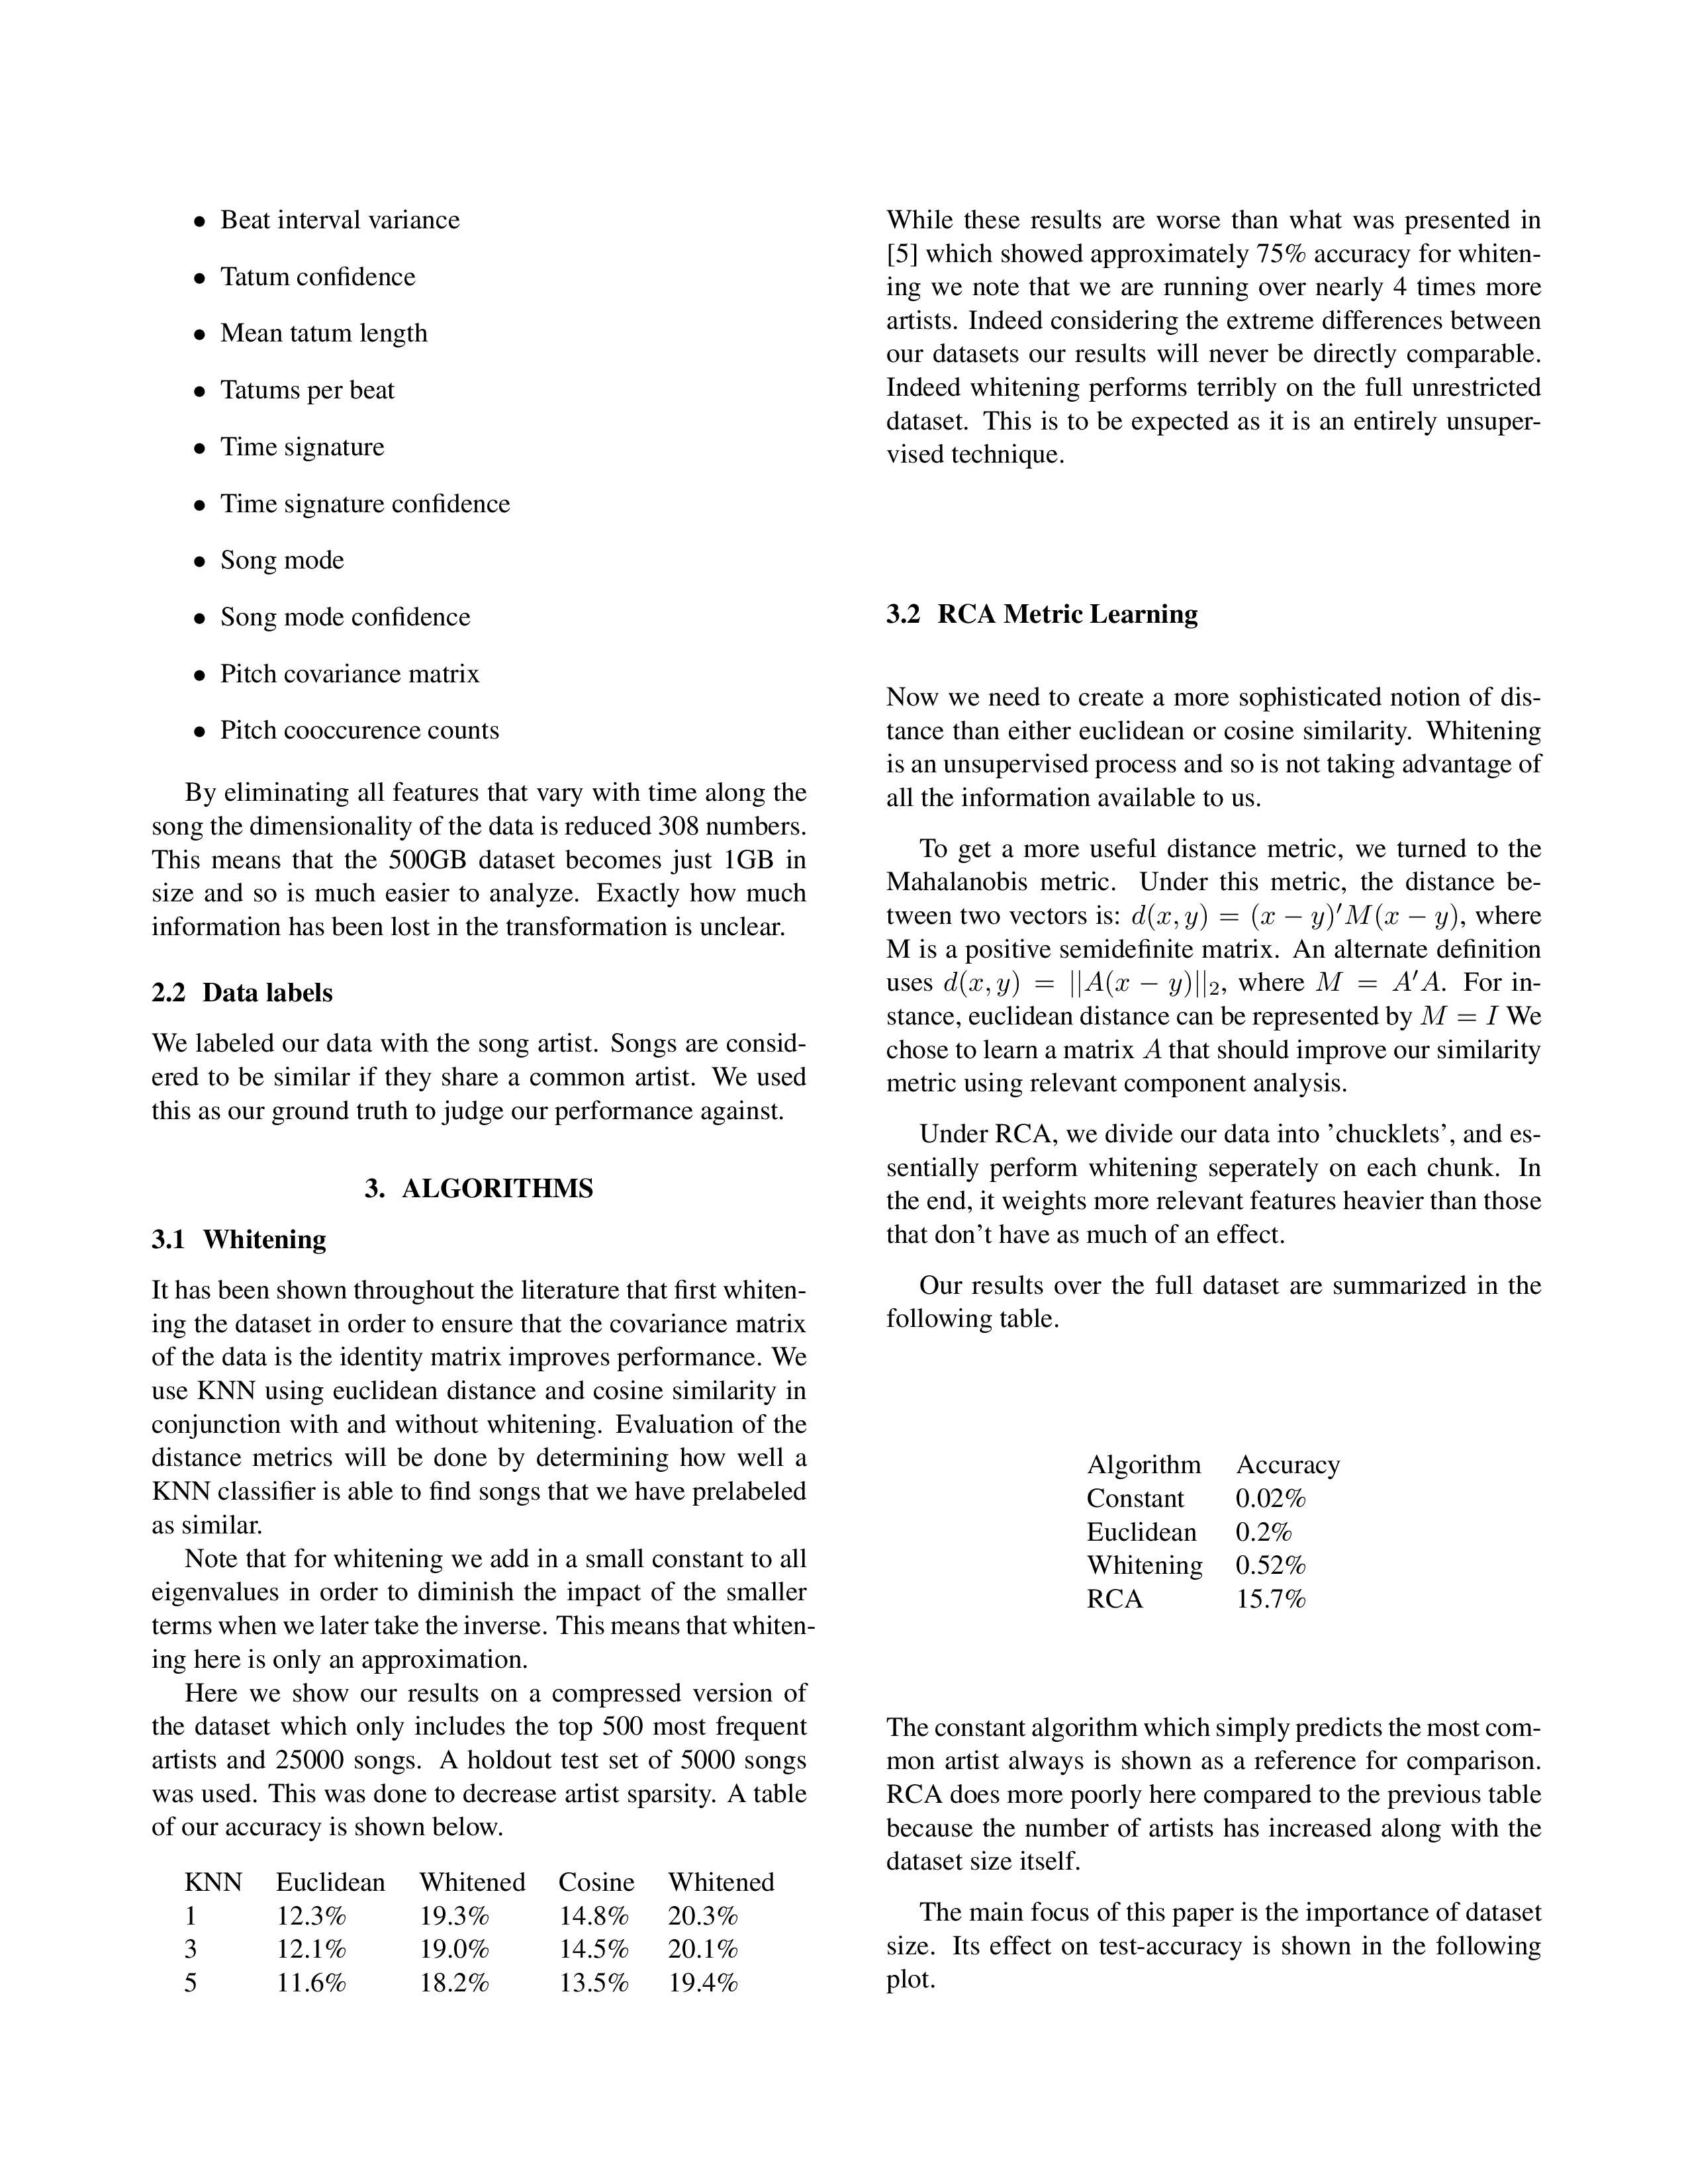 • Beat interval variance
• Tatum confidence
• Mean tatum length
• Tatums per beat
• Time signature
• Time signature confidence
• Song mode
• Song mode confidence
• Pitch covariance matrix
• Pitch cooccurence counts
By eliminating all features that vary with time along the
song the dimensionality of the data is reduced 308 numbers.
This means that the 500GB dataset becomes just 1GB in
size and so is much easier to analyze. Exactly how much
information has been lost in the transformation is unclear.
2.2 Data labels
We labeled our data with the song artist. Songs are consid-
ered to be similar if they share a common artist. We used
this as our ground truth to judge our performance against.
3. ALGORITHMS
3.1 Whitening
It has been shown throughout the literature that first whiten-
ing the dataset in order to ensure that the covariance matrix
of the data is the identity matrix improves performance. We
use KNN using euclidean distance and cosine similarity in
conjunction with and without whitening. Evaluation of the
distance metrics will be done by determining how well a
KNN classifier is able to find songs that we have prelabeled
as similar.
Note that for whitening we add in a small constant to all
eigenvalues in order to diminish the impact of the smaller
terms when we later take the inverse. This means that whiten-
ing here is only an approximation.
Here we show our results on a compressed version of
the dataset which only includes the top 500 most frequent
artists and 25000 songs. A holdout test set of 5000 songs
was used. This was done to decrease artist sparsity. A table
of our accuracy is shown below.
KNN Euclidean Whitened Cosine Whitened
1 12.3% 19.3% 14.8% 20.3%
3 12.1% 19.0% 14.5% 20.1%
5 11.6% 18.2% 13.5% 19.4%
While these results are worse than what was presented in
[5] which showed approximately 75% accuracy for whiten-
ing we note that we are running over nearly 4 times more
artists. Indeed considering the extreme differences between
our datasets our results will never be directly comparable.
Indeed whitening performs terribly on the full unrestricted
dataset. This is to be expected as it is an entirely unsuper-
vised technique.
3.2 RCA Metric Learning
Now we need to create a more sophisticated notion of dis-
tance than either euclidean or cosine similarity. Whitening
is an unsupervised process and so is not taking advantage of
all the information available to us.
To get a more useful distance metric, we turned to the
Mahalanobis metric. Under this metric, the distance be-
tween two vectors is: d(x, y) = (x − y)′M(x − y), where
M is a positive semidefinite matrix. An alternate definition
uses d(x, y) = ||A(x − y)||₂, where M = A′A. For in-
stance, euclidean distance can be represented by M = I We
chose to learn a matrix A that should improve our similarity
metric using relevant component analysis.
Under RCA, we divide our data into ’chucklets’, and es-
sentially perform whitening seperately on each chunk. In
the end, it weights more relevant features heavier than those
that don’t have as much of an effect.
Our results over the full dataset are summarized in the
following table.
Algorithm Accuracy
Constant 0.02%
Euclidean 0.2%
Whitening 0.52%
RCA 15.7%
The constant algorithm which simply predicts the most com-
mon artist always is shown as a reference for comparison.
RCA does more poorly here compared to the previous table
because the number of artists has increased along with the
dataset size itself.
The main focus of this paper is the importance of dataset
size. Its effect on test-accuracy is shown in the following
plot.